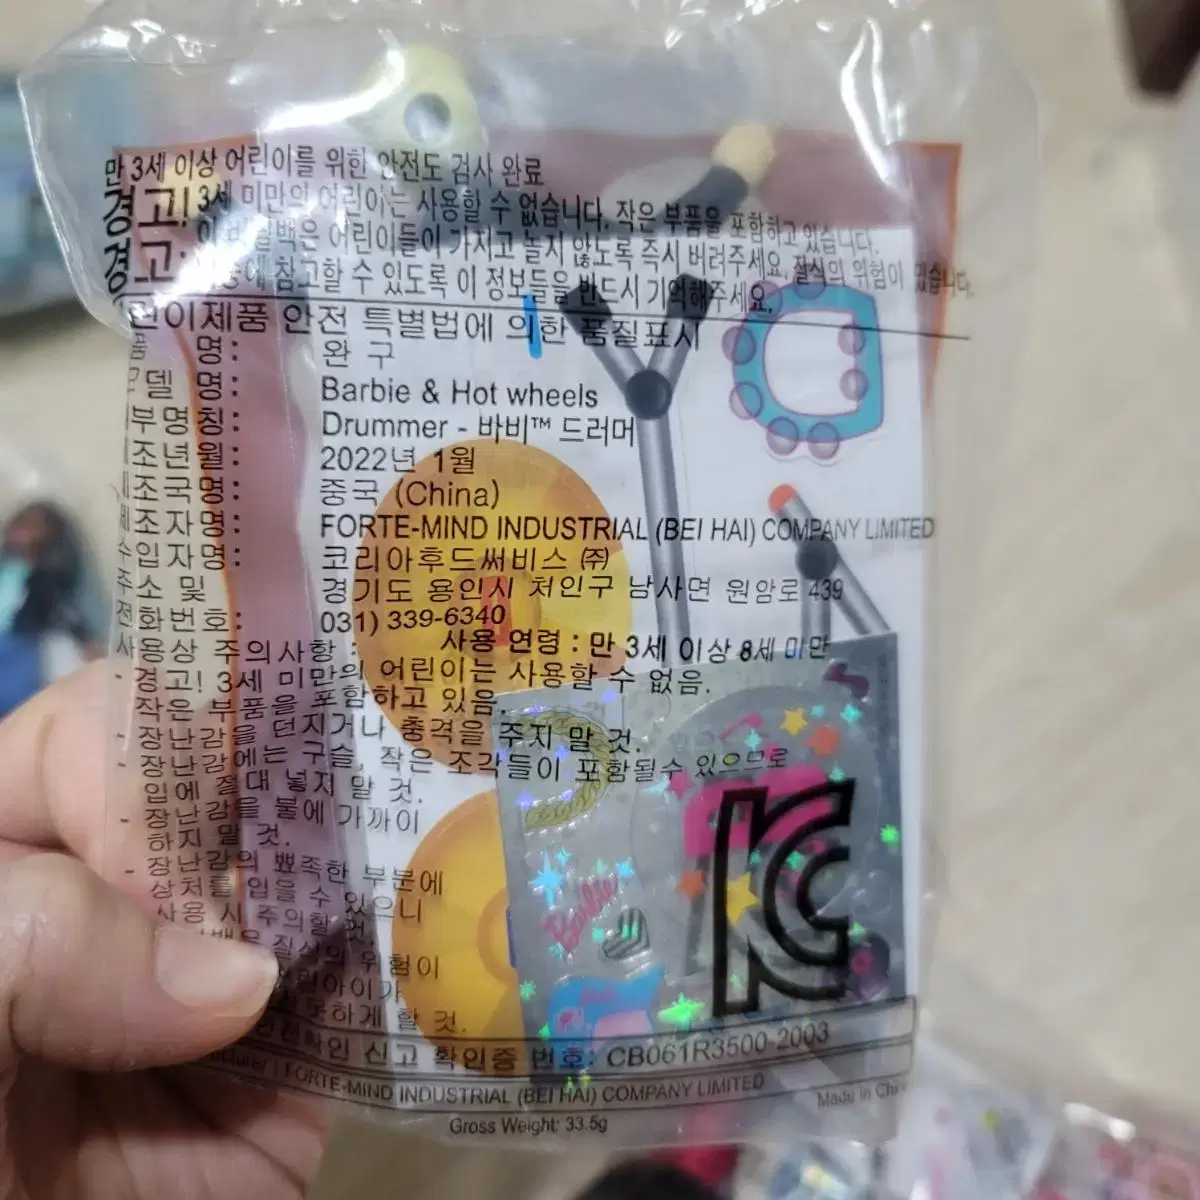 만 3세 이상 어린이를 위한 안전도 검사 완료
경고! 3세 미만의 어린이는 사용할 수 없습니다. 작은 부품을 포함하고 있습니다.
경고: 이 비닐백은 어린이들이 가지고 놀지 않도록 즉시 버려주세요. 질식의 위험이 있습니다.
참고할 수 있도록 이 정보들을 반드시 기억해주세요.
어린이제품 안전 특별법에 의한 품질표시
품 명: 완 구
모델 명: Barbie & Hot wheels
부명칭: Drummer - 바비™ 드러머
제조년월: 2022년 1월
제조국명: 중국 (China)
제조자명: FORTE-MIND INDUSTRIAL (BEI HAI) COMPANY LIMITED
수입자명: 코리아후드써비스 ㈜
주소 및 경기도 용인시 처인구 남사면 원암로 439
전화번호: 031) 339-6340
사용상 주의사항 : 사용 연령 : 만 3세 이상 8세 미만
- 경고! 3세 미만의 어린이는 사용할 수 없음.
작은 부품을 포함하고 있음.
- 장난감을 던지거나 충격을 주지 말 것.
- 장난감에는 구슬, 작은 조각들이 포함될수 있으므로
입에 절대 넣지 말 것.
- 장난감을 불에 가까이
하지 말 것.
- 장난감의 뾰족한 부분에
상처를 입을 수 있으니
사용 시 주의할 것.
질식의 위험이
못하게 할 것.
Barbie
안전확인 신고 확인증 번호: CB061R3500-2003
FORTE-MIND INDUSTRIAL (BEI HAI) COMPANY LIMITED Made in China
Gross Weight: 33.5g